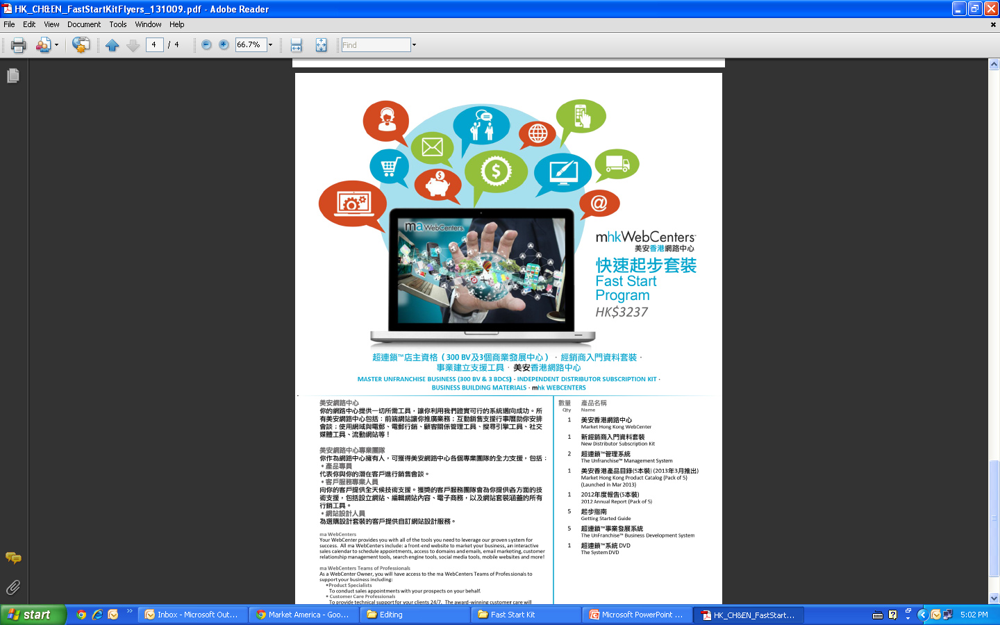 HK_CH&EN_FastStartKitFlyers_131009.pdf - Adobe Reader
File Edit View Document Tools Window Help
4 / 4 66.7% Find
ma WebCenters
mhkWebCenters
美安香港網路中心
快速起步套裝
Fast Start
Program
HK$3237
超連鎖™店主資格（300 BV及3個商業發展中心）．經銷商入門資料套裝．
事業建立支援工具．美安香港網路中心
MASTER UNFRANCHISE BUSINESS (300 BV & 3 BDCS) · INDEPENDENT DISTRIBUTOR SUBSCRIPTION KIT ·
BUSINESS BUILDING MATERIALS · mhk WEBCENTERS
美安網路中心
你的網路中心提供一切所需工具，讓你利用我們證實可行的系統邁向成功。所
有美安網路中心包括：前端網站讓你推廣業務；互動銷售支援行事曆助你安排
會談；使用網域與電郵、電郵行銷、顧客關係管理工具、搜尋引擎工具、社交
媒體工具、流動網站等！
美安網路中心專業團隊
你作為網路中心擁有人，可獲得美安網路中心各個專業團隊的全力支援，包括：
•產品專員
代表你與你的潛在客戶進行銷售會談。
•客戶服務專業人員
向你的客戶提供全天候技術支援。獲獎的客戶服務團隊會為你提供各方面的技
術支援，包括設立網站、編輯網站內容、電子商務，以及網站套裝涵蓋的所有
行銷工具。
•網站設計人員
為選購設計套裝的客戶提供自訂網站設計服務。
ma WebCenters
Your WebCenter provides you with all of the tools you need to leverage our proven system for
success. All ma WebCenters include: a front-end website to market your business, an interactive
sales calendar to schedule appointments, access to domains and emails, email marketing, customer
relationship management tools, search engine tools, social media tools, mobile websites and more!
ma WebCenters Teams of Professionals
As a WebCenter Owner, you will have access to the ma WebCenters Teams of Professionals to
support your business including:
•Product Specialists
To conduct sales appointments with your prospects on your behalf.
• Customer Care Professionals
To provide technical support for your clients 24/7. The award-winning customer care will
數量 產品名稱
Qty Name
1 美安香港網路中心
Market Hong Kong WebCenter
1 新經銷商入門資料套裝
New Distributor Subscription Kit
2 超連鎖™管理系統
The Unfranchise™ Management System
1 美安香港產品目錄(5本裝) (2013年3月推出)
Market Hong Kong Product Catalog (Pack of 5)
(Launched in Mar 2013)
1 2012年度報告(5本裝)
2012 Annual Report (Pack of 5)
5 起步指南
Getting Started Guide
5 超連鎖™事業發展系統
The UnFranchise™ Business Development System
1 超連鎖™系統 DVD
The System DVD
start Inbox - Microsoft Out... Market America - Goo... Editing Fast Start Kit Microsoft PowerPoint ... HK_CH&EN_FastStart... 5:02 PM